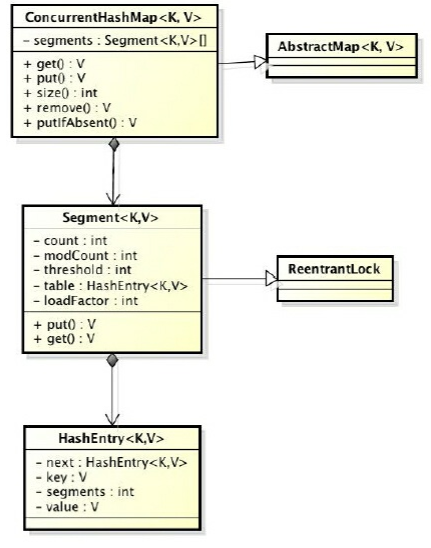 ConcurrentHashMap<K, V>
- segments : Segment<K,V>[]
+ get() : V
+ put() : V
+ size() : int
+ remove() : V
+ putIfAbsent() : V
AbstractMap<K, V>
Segment<K,V>
- count : int
- modCount : int
- threshold : int
- table : HashEntry<K,V>
- loadFactor : int
+ put() : V
+ get() : V
ReentrantLock
HashEntry<K,V>
- next : HashEntry<K,V>
- key : V
- segments : int
- value : V